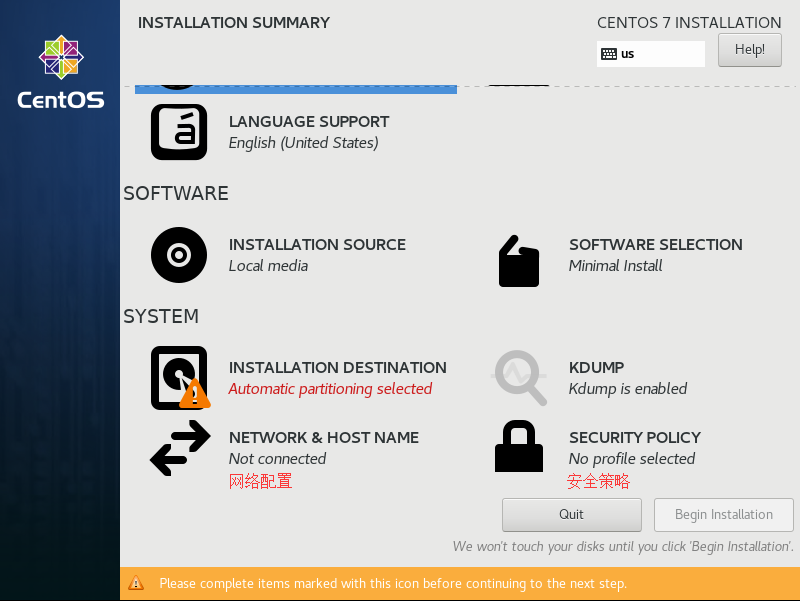 INSTALLATION SUMMARY
CENTOS 7 INSTALLATION
us
Help!
CentOS
LANGUAGE SUPPORT
English (United States)
SOFTWARE
INSTALLATION SOURCE
Local media
SOFTWARE SELECTION
Minimal Install
SYSTEM
INSTALLATION DESTINATION
Automatic partitioning selected
KDUMP
Kdump is enabled
NETWORK & HOST NAME
Not connected
网络配置
SECURITY POLICY
No profile selected
安全策略
Quit
Begin Installation
We won't touch your disks until you click 'Begin Installation'.
Please complete items marked with this icon before continuing to the next step.